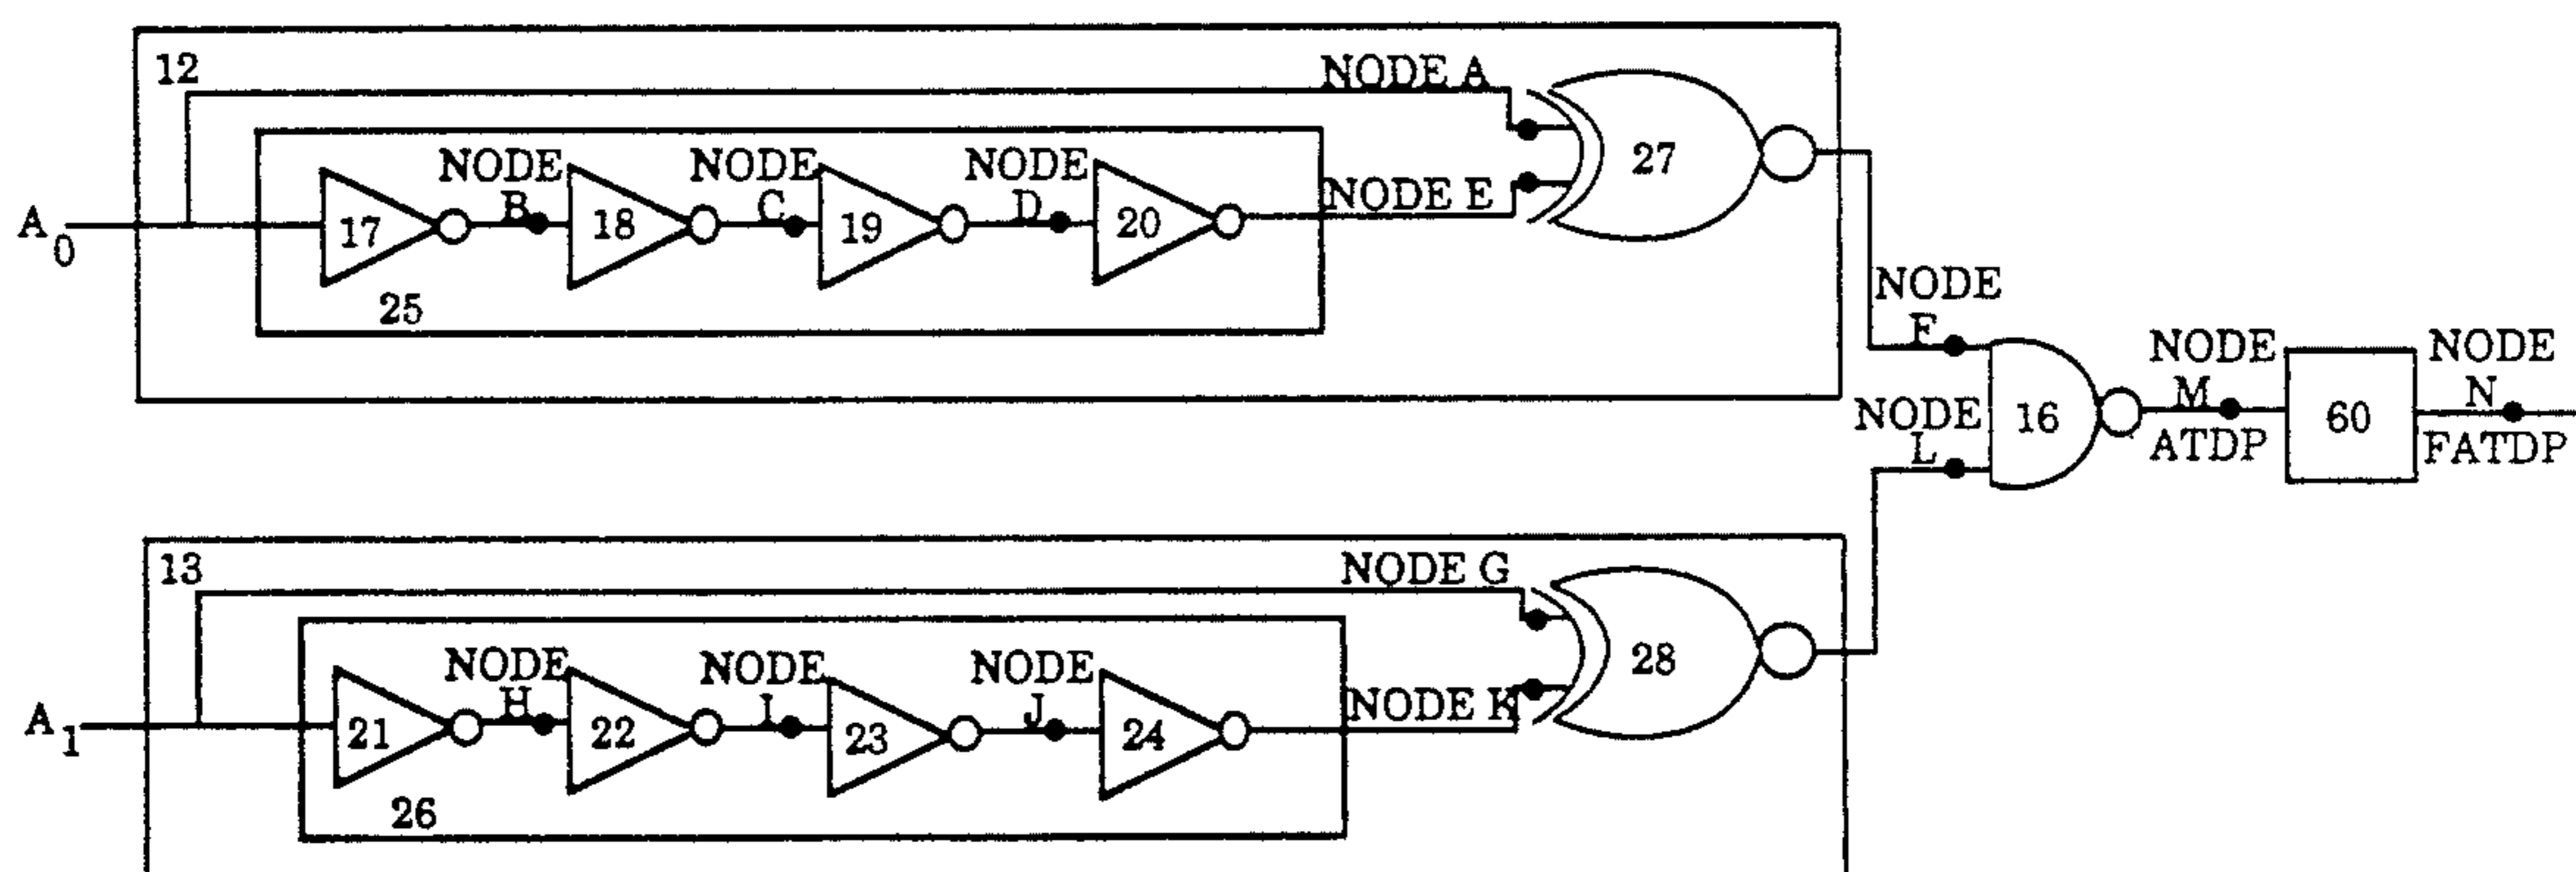 12
NODE A
NODE
B
NODE
C
NODE
D
27
A0
17
18
19
20
NODE E
25
NODE
F
NODE
M
ATDP
NODE
N
FATDP
NODE
L
16
60
13
NODE G
NODE
H
NODE
I
NODE
J
28
A1
21
22
23
24
NODE K
26